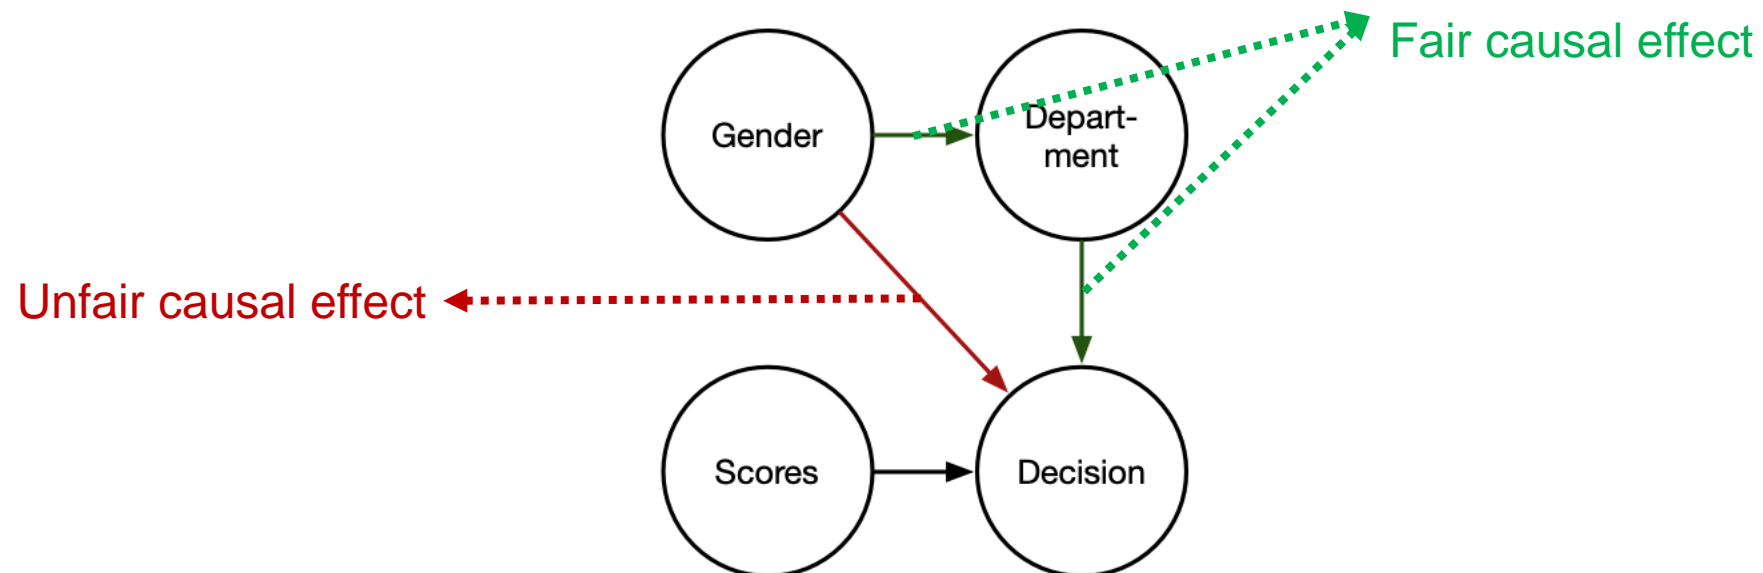 Fair causal effect
Gender
Depart-
ment
Unfair causal effect
Scores
Decision